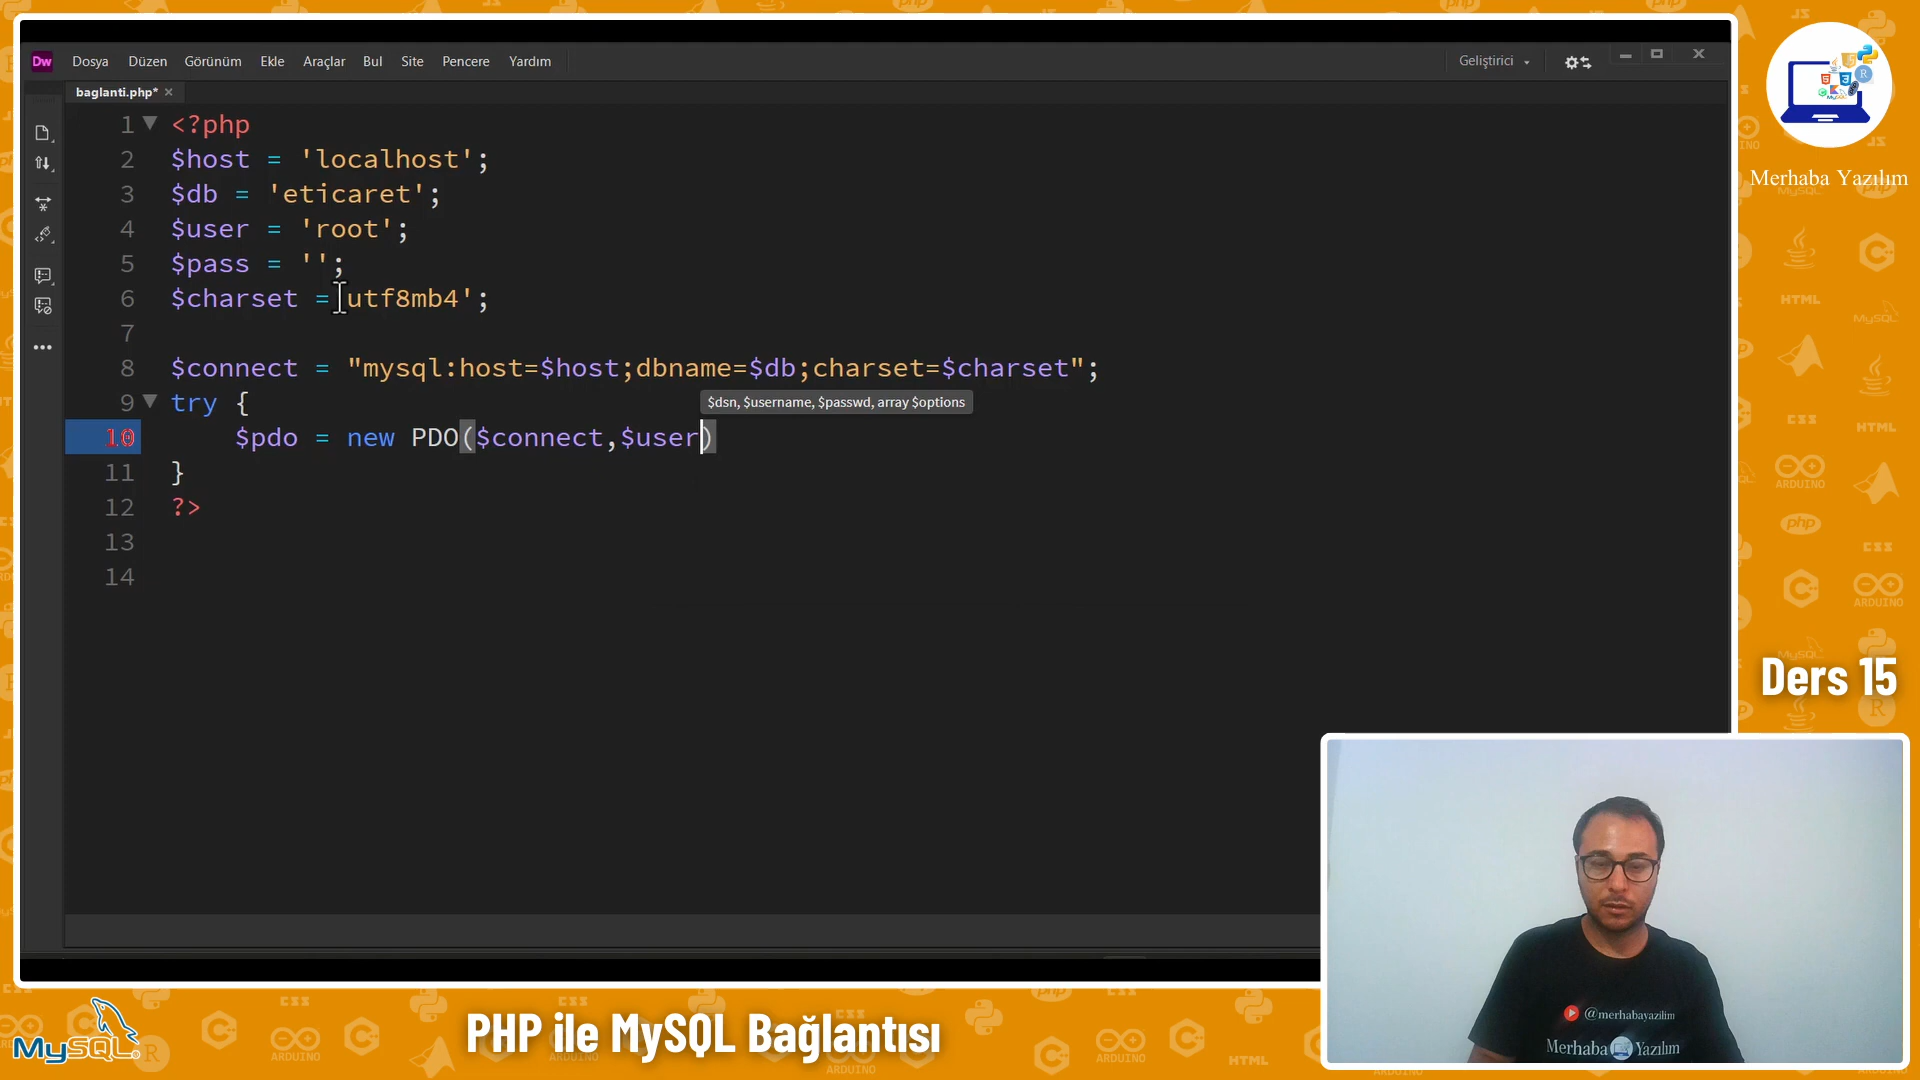 Dw Dosya Düzen Görünüm Ekle Araçlar Bul Site Pencere Yardım Geliştirici
baglanti.php*
1 <?php
2 $host = 'localhost';
3 $db = 'eticaret';
4 $user = 'root';
5 $pass = '';
6 $charset = 'utf8mb4';
7
8 $connect = "mysql:host=$host;dbname=$db;charset=$charset";
9 try {
$dsn, $username, $passwd, array $options
10 $pdo = new PDO($connect,$user)
11 }
12 ?>
13
14
Merhaba Yazılım
Ders 15
@merhabayazilim
Merhaba Yazılım
MySQL
PHP ile MySQL Bağlantısı